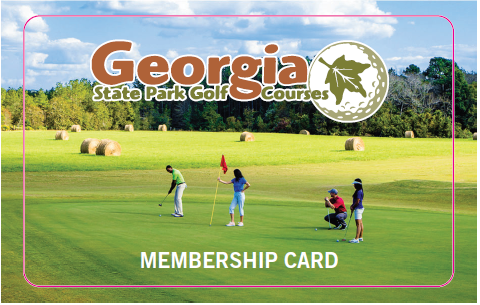 Georgia
State Park Golf Courses
MEMBERSHIP CARD